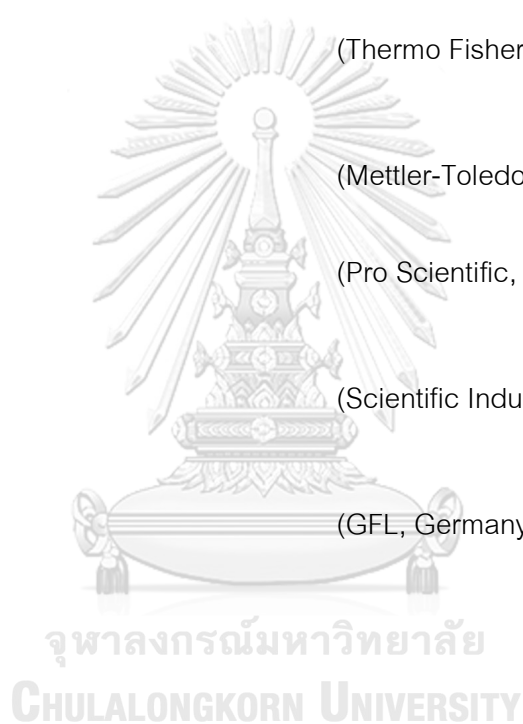 (Thermo Fisher
(Mettler-Toledo
(Pro Scientific,
(Scientific Indu
(GFL, Germany
จุฬาลงกรณ์มหาวิทยาลัย
CHULALONGKORN UNIVERSITY